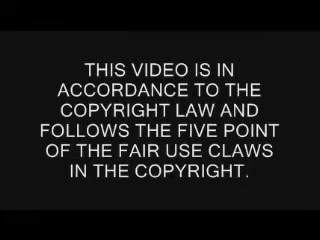 THIS VIDEO IS IN
ACCORDANCE TO THE
COPYRIGHT LAW AND
FOLLOWS THE FIVE POINT
OF THE FAIR USE CLAWS
IN THE COPYRIGHT.